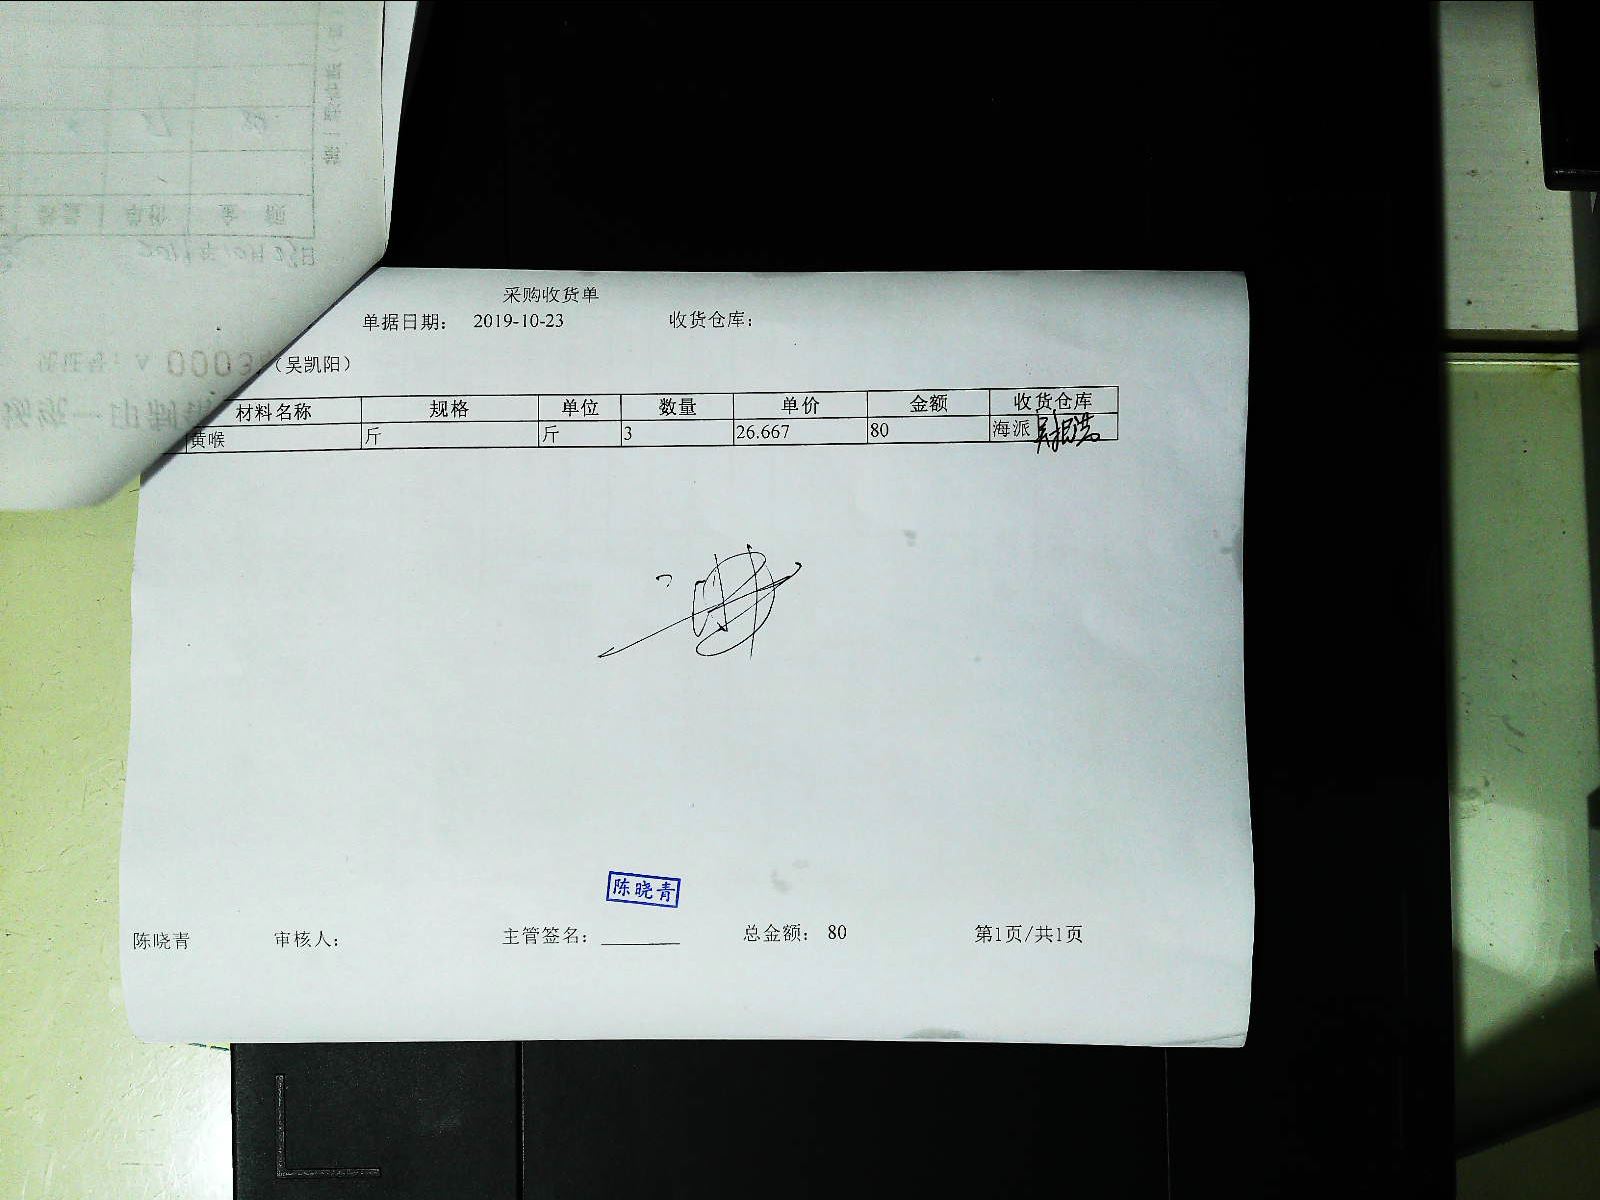 采购收货单
单据日期： 2019-10-23 收货仓库：
（吴凯阳）
材料名称 规格 单位 数量 单价 金额 收货仓库
黄喉 斤 斤 3 26.667 80 海派
陈晓青
陈晓青 审核人： 主管签名： 总金额： 80 第1页/共1页